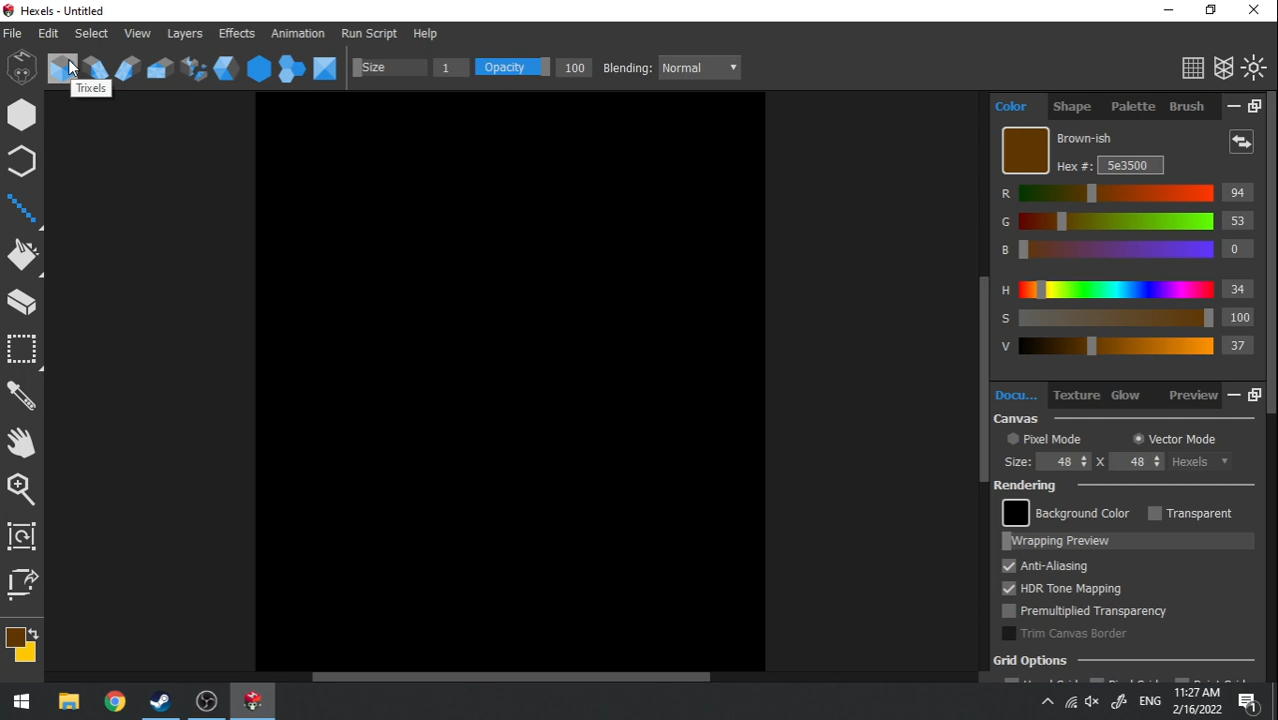 Hexels - Untitled
File Edit Select View Layers Effects Animation Run Script Help
Size 1 Opacity 100 Blending: Normal
Trixels
Color Shape Palette Brush
Brown-ish
Hex #: 5e3500
R 94
G 53
B 0
H 34
S 100
V 37
Docu... Texture Glow Preview
Canvas
Pixel Mode Vector Mode
Size: 48 X 48 Hexels
Rendering
Background Color Transparent
Wrapping Preview
Anti-Aliasing
HDR Tone Mapping
Premultiplied Transparency
Trim Canvas Border
Grid Options
ENG 11:27 AM
2/16/2022 1